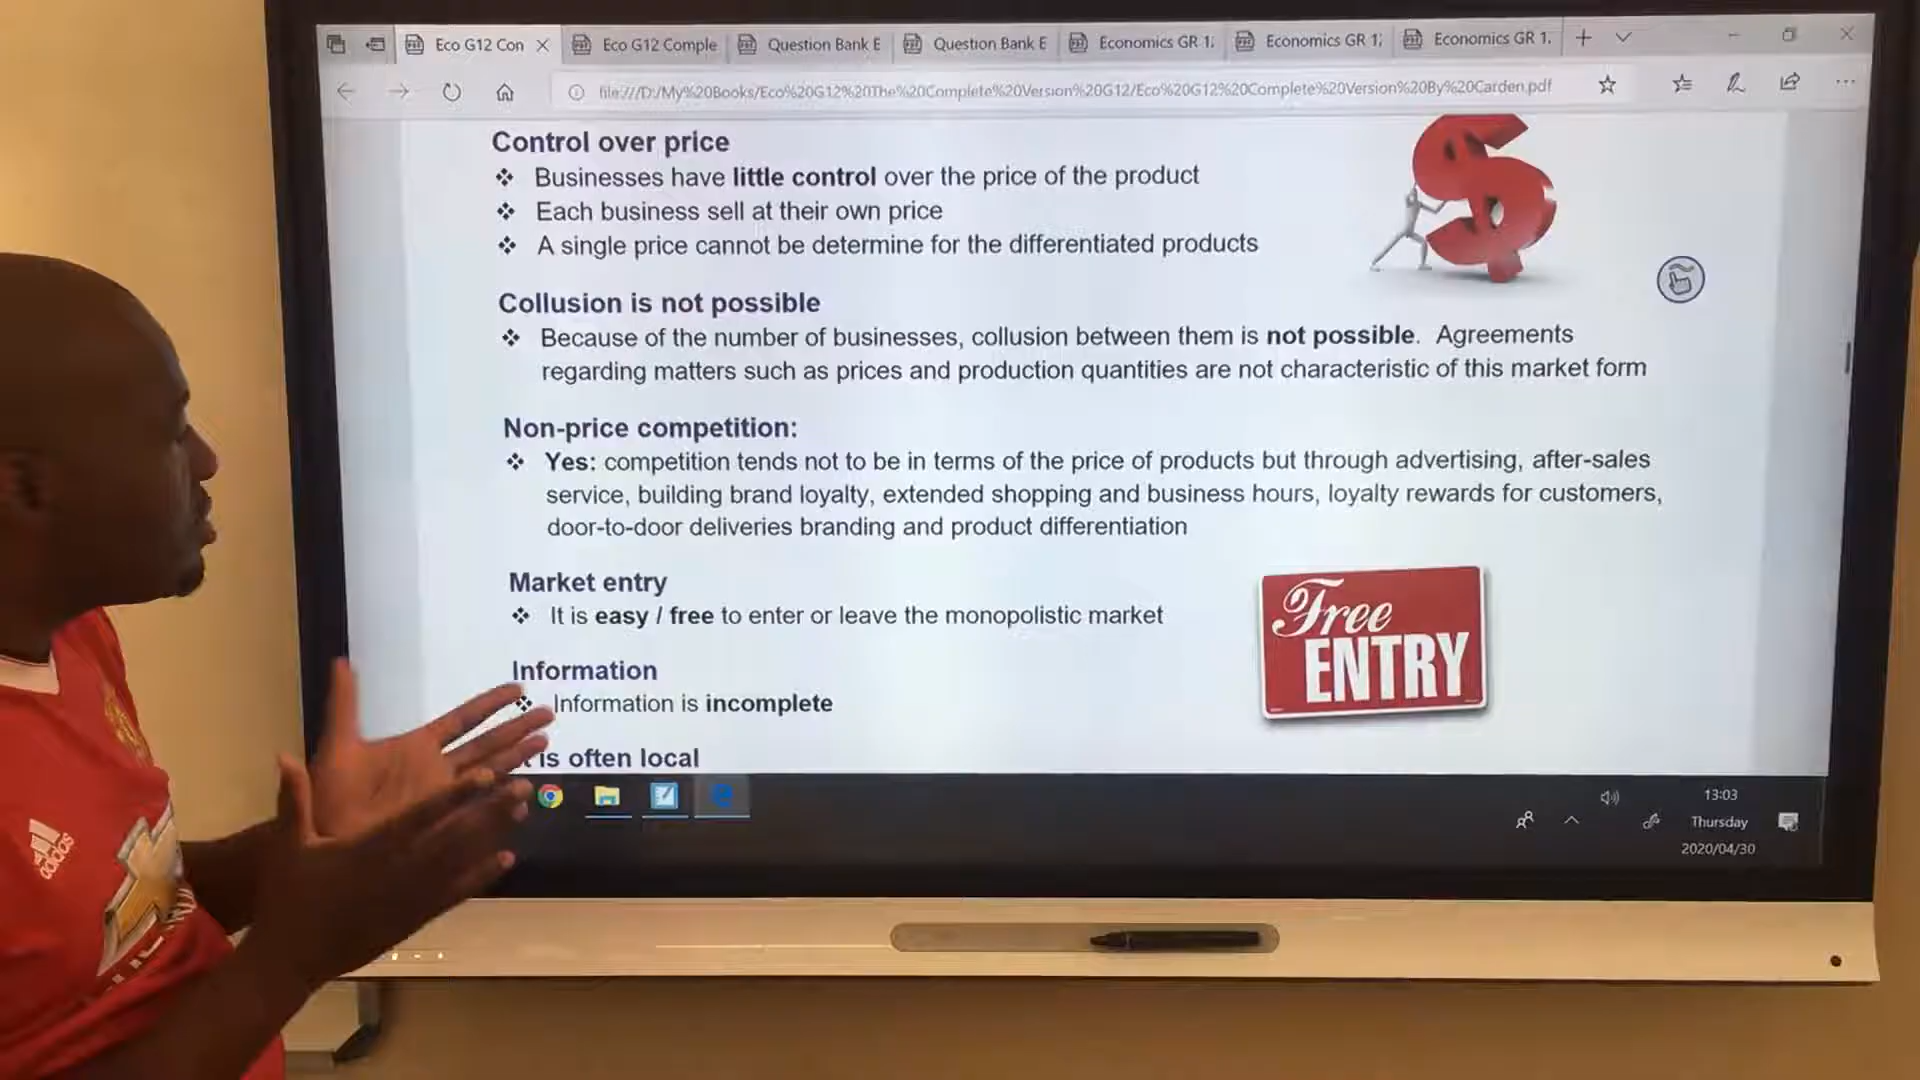 Eco G12 Con
Eco G12 Comple
Question Bank E
Question Bank E
Economics GR 1
Economics GR 1
Economics GR 1
file:///D:/My%20Books/Eco%20G12%20The%20Complete%20Version%20G12/Eco%20G12%20Complete%20Version%20By%20Carden.pdf
Control over price
Businesses have little control over the price of the product
Each business sell at their own price
A single price cannot be determine for the differentiated products
Collusion is not possible
Because of the number of businesses, collusion between them is not possible. Agreements
regarding matters such as prices and production quantities are not characteristic of this market form
Non-price competition:
Yes: competition tends not to be in terms of the price of products but through advertising, after-sales
service, building brand loyalty, extended shopping and business hours, loyalty rewards for customers,
door-to-door deliveries branding and product differentiation
Market entry
It is easy / free to enter or leave the monopolistic market
Free
ENTRY
Information
Information is incomplete
is often local
13:03
Thursday
2020/04/30
adidas